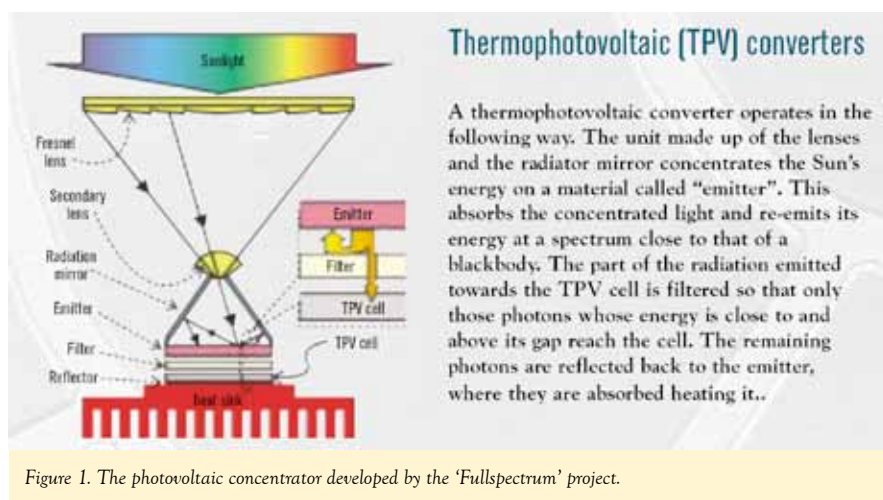 Thermophotovoltaic (TPV) converters
A thermophotovoltaic converter operates in the
following way. The unit made up of the lenses
and the radiator mirror concentrates the Sun's
energy on a material called "emitter". This
absorbs the concentrated light and re-emits its
energy at a spectrum close to that of a
blackbody. The part of the radiation emitted
towards the TPV cell is filtered so that only
those photons whose energy is close to and
above its gap reach the cell. The remaining
photons are reflected back to the emitter,
where they are absorbed heating it..
Sunlight
Fresnel
lens
Secondary
lens
Radiation
mirror
Emitter
Filter
Reflector
Emitter
Filter
TPV cell
TPV cell
heat sink
Figure 1. The photovoltaic concentrator developed by the 'Fullspectrum' project.